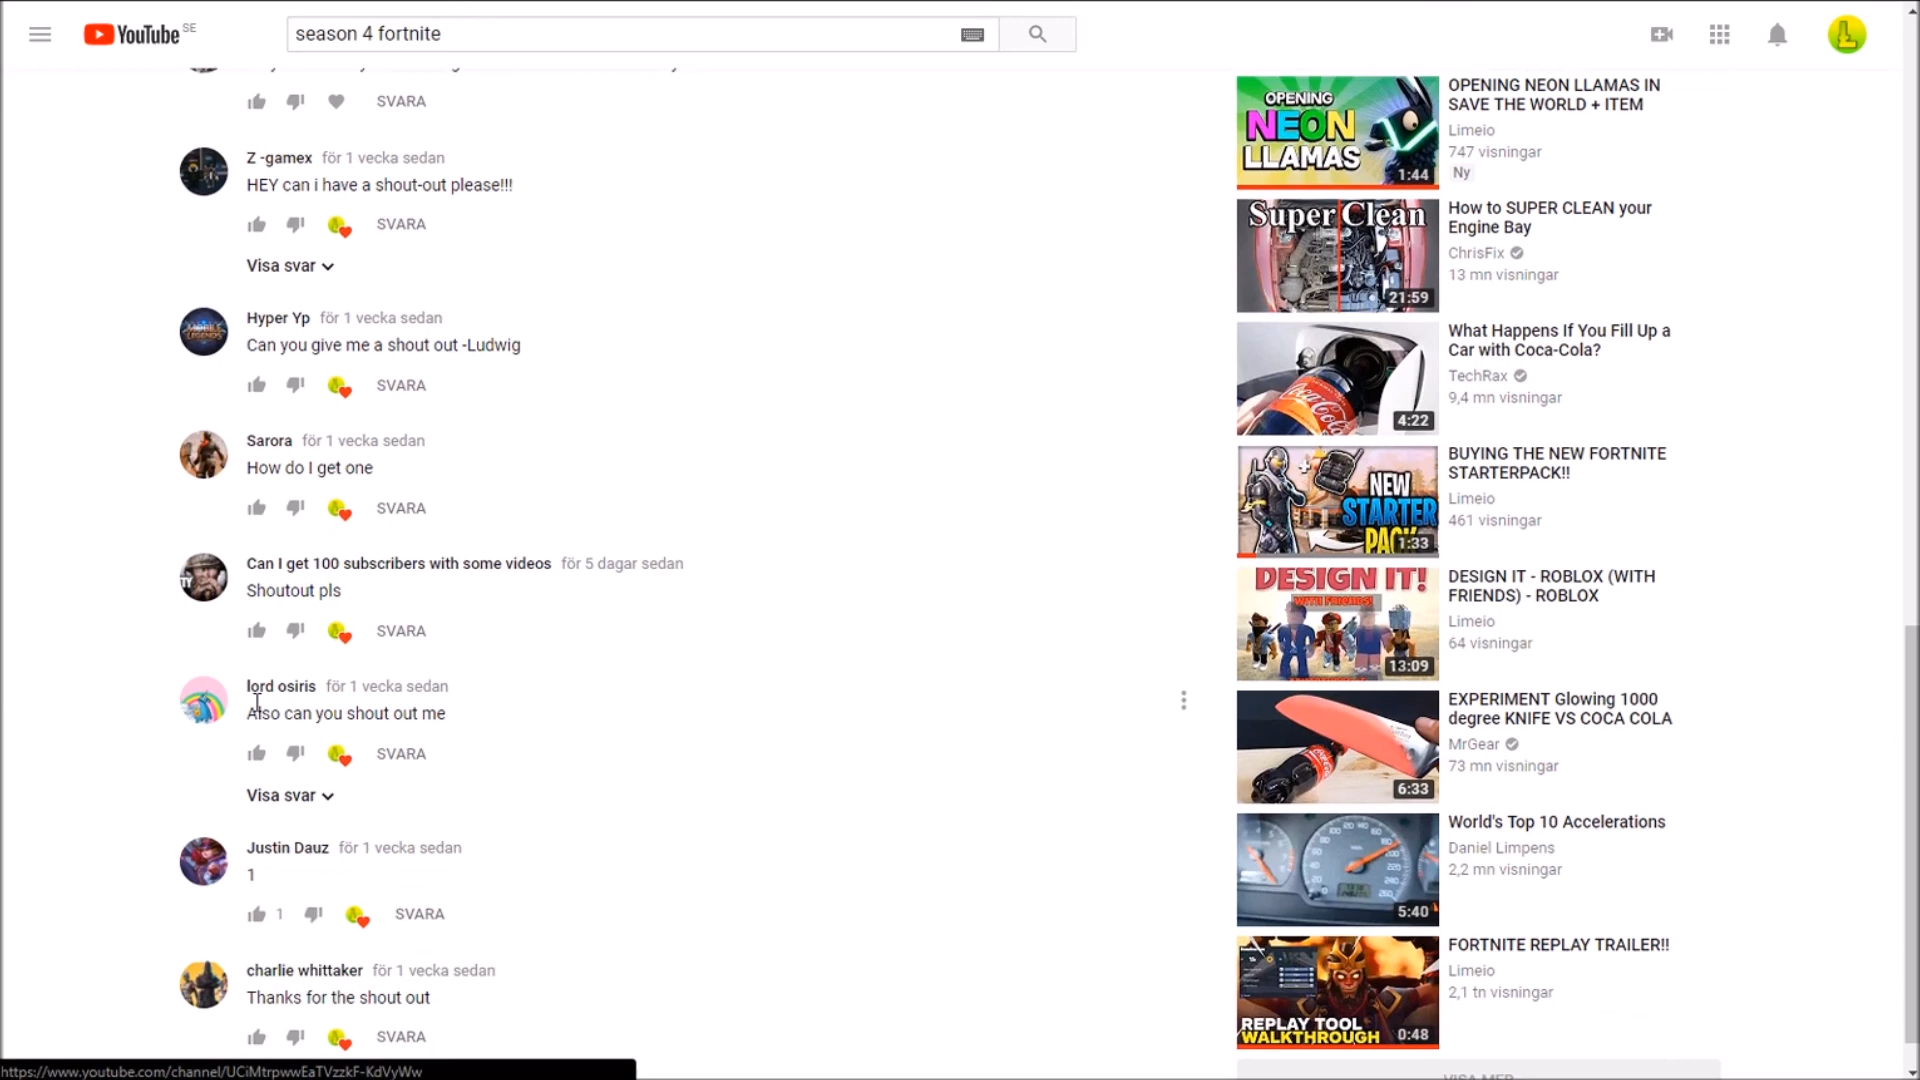 YouTube SE
season 4 fortnite
SVARA
Z -gamex för 1 vecka sedan
HEY can i have a shout-out please!!!
SVARA
Visa svar
Hyper Yp för 1 vecka sedan
Can you give me a shout out -Ludwig
SVARA
Sarora för 1 vecka sedan
How do I get one
SVARA
Can I get 100 subscribers with some videos för 5 dagar sedan
Shoutout pls
SVARA
lord osiris för 1 vecka sedan
Also can you shout out me
SVARA
Visa svar
Justin Dauz för 1 vecka sedan
1
1 SVARA
charlie whittaker för 1 vecka sedan
Thanks for the shout out
SVARA
https://www.youtube.com/channel/UCiMtrpwwEaTVzzkF-KdVyWw
OPENING
NEON
LLAMAS
1:44
OPENING NEON LLAMAS IN
SAVE THE WORLD + ITEM
Limeio
747 visningar
Ny
Super Clean
21:59
How to SUPER CLEAN your
Engine Bay
ChrisFix
13 mn visningar
Coca-Cola
4:22
What Happens If You Fill Up a
Car with Coca-Cola?
TechRax
9,4 mn visningar
NEW
STARTER
PACK
1:33
BUYING THE NEW FORTNITE
STARTERPACK!!
Limeio
461 visningar
DESIGN IT!
WITH FRIENDS!
13:09
DESIGN IT - ROBLOX (WITH
FRIENDS) - ROBLOX
Limeio
64 visningar
6:33
EXPERIMENT Glowing 1000
degree KNIFE VS COCA COLA
MrGear
73 mn visningar
5:40
World's Top 10 Accelerations
Daniel Limpens
2,2 mn visningar
REPLAY TOOL
WALKTHROUGH
0:48
FORTNITE REPLAY TRAILER!!
Limeio
2,1 tn visningar
VISA MER